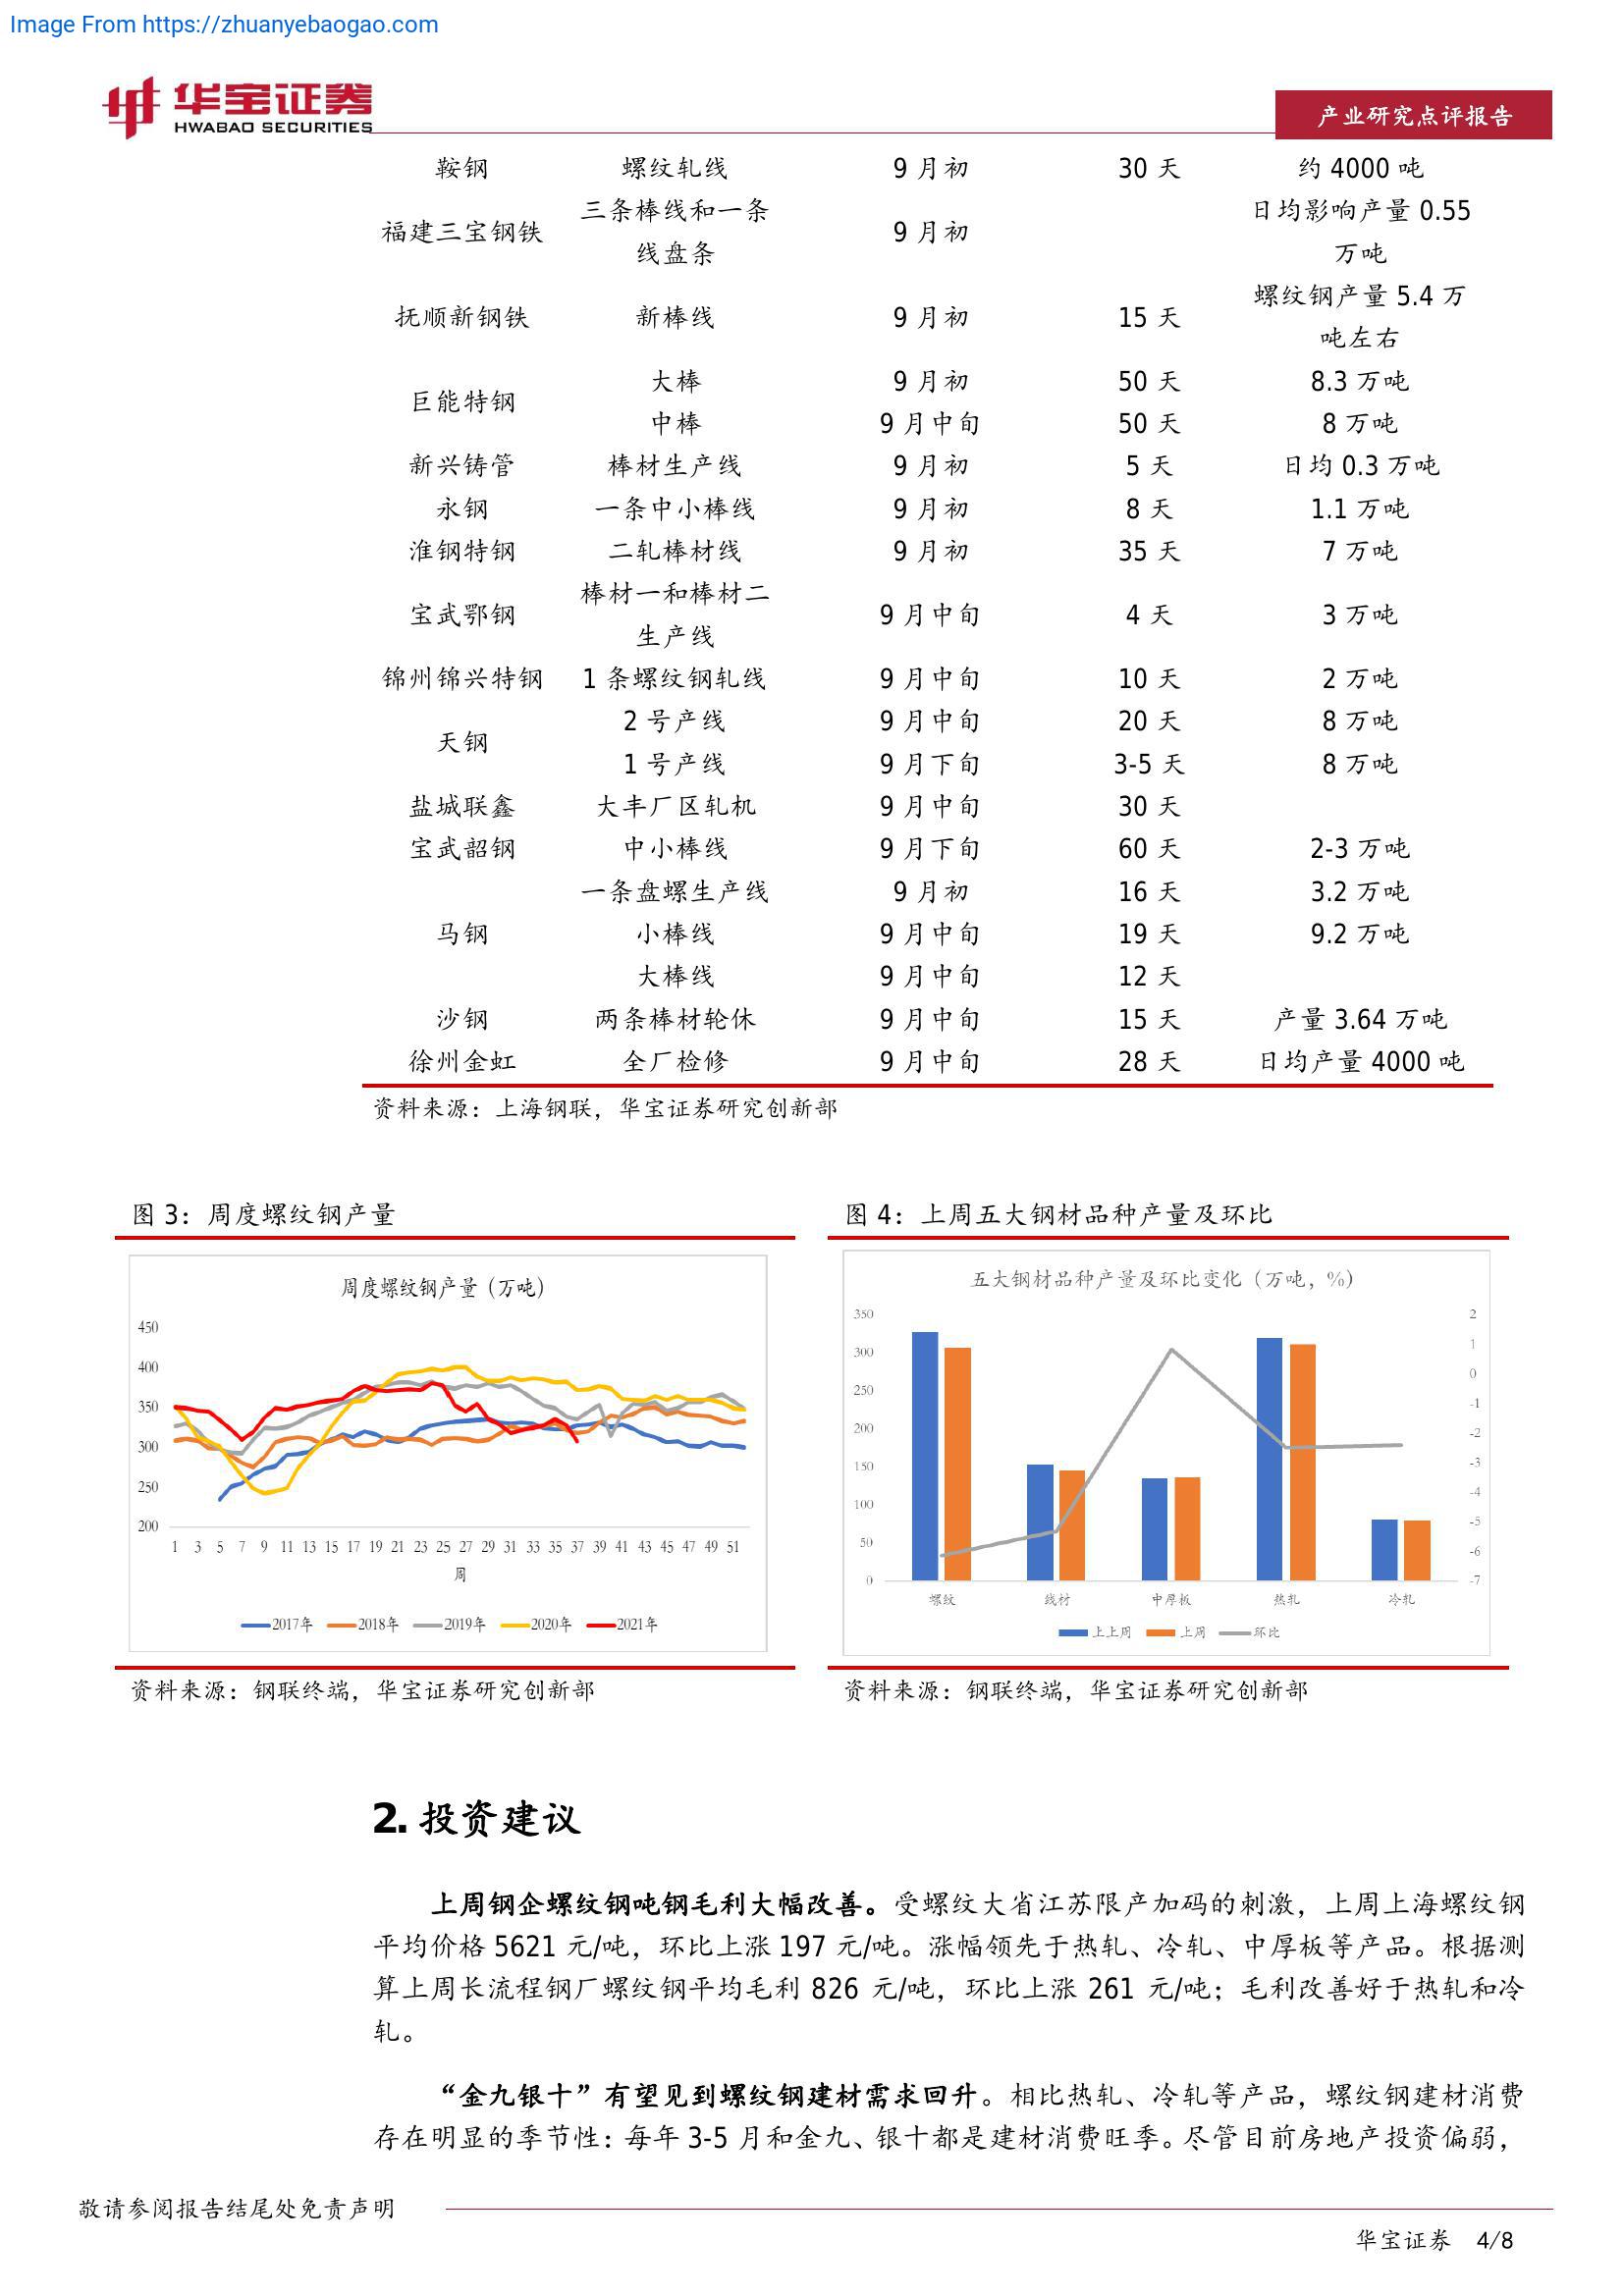 Image From https://zhuanyebaogao.com
华宝证券
HWABAO SECURITIES
产业研究点评报告
鞍钢 螺纹轧线 9 月初 30 天 约 4000 吨
福建三宝钢铁 三条棒线和一条线盘条 9 月初 日均影响产量 0.55 万吨
抚顺新钢铁 新棒线 9 月初 15 天 螺纹钢产量 5.4 万吨左右
巨能特钢 大棒 9 月初 50 天 8.3 万吨
中棒 9 月中旬 50 天 8 万吨
新兴铸管 棒材生产线 9 月初 5 天 日均 0.3 万吨
永钢 一条中小棒线 9 月初 8 天 1.1 万吨
淮钢特钢 二轧棒材线 9 月初 35 天 7 万吨
宝武鄂钢 棒材一和棒材二生产线 9 月中旬 4 天 3 万吨
锦州锦兴特钢 1 条螺纹钢轧线 9 月中旬 10 天 2 万吨
天钢 2 号产线 9 月中旬 20 天 8 万吨
1 号产线 9 月下旬 3-5 天 8 万吨
盐城联鑫 大丰厂区轧机 9 月中旬 30 天
宝武韶钢 中小棒线 9 月下旬 60 天 2-3 万吨
一条盘螺生产线 9 月初 16 天 3.2 万吨
马钢 小棒线 9 月中旬 19 天 9.2 万吨
大棒线 9 月中旬 12 天
沙钢 两条棒材轮休 9 月中旬 15 天 产量 3.64 万吨
徐州金虹 全厂检修 9 月中旬 28 天 日均产量 4000 吨
资料来源：上海钢联，华宝证券研究创新部
图 3：周度螺纹钢产量
周度螺纹钢产量（万吨）
450
400
350
300
250
200
1 3 5 7 9 11 13 15 17 19 21 23 25 27 29 31 33 35 37 39 41 43 45 47 49 51
周
2017年 2018年 2019年 2020年 2021年
资料来源：钢联终端，华宝证券研究创新部
图 4：上周五大钢材品种产量及环比
五大钢材品种产量及环比变化（万吨，%）
350
300
250
200
150
100
50
0
2
1
0
-1
-2
-3
-4
-5
-6
-7
螺纹 线材 中厚板 热轧 冷轧
上上周 上周 环比
资料来源：钢联终端，华宝证券研究创新部
2. 投资建议
上周钢企螺纹钢吨钢毛利大幅改善。受螺纹大省江苏限产加码的刺激，上周上海螺纹钢
平均价格 5621 元/吨，环比上涨 197 元/吨。涨幅领先于热轧、冷轧、中厚板等产品。根据测
算上周长流程钢厂螺纹钢平均毛利 826 元/吨，环比上涨 261 元/吨；毛利改善好于热轧和冷
轧。
“金九银十”有望见到螺纹钢建材需求回升。相比热轧、冷轧等产品，螺纹钢建材消费
存在明显的季节性：每年 3-5 月和金九、银十都是建材消费旺季。尽管目前房地产投资偏弱，
敬请参阅报告结尾处免责声明
华宝证券 4/8